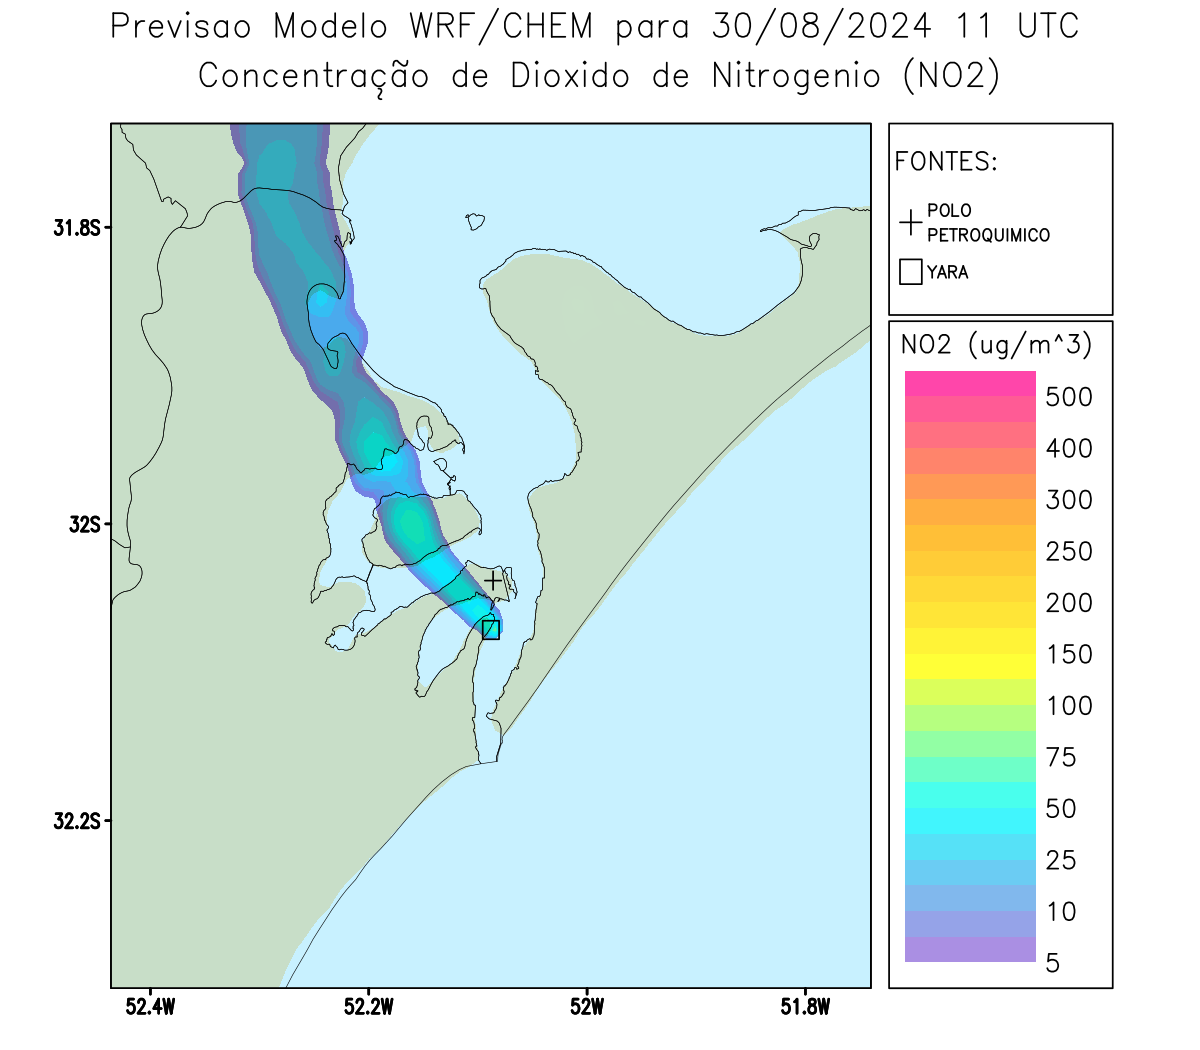 Previsao Modelo WRF/CHEM para 30/08/2024 11 UTC
Concentração de Dioxido de Nitrogenio (NO2)
FONTES:
POLO
PETROQUIMICO
YARA
31.8S
32S
32.2S
52.4W
52.2W
52W
51.8W
NO2 (ug/m^3)
500
400
300
250
200
150
100
75
50
25
10
5